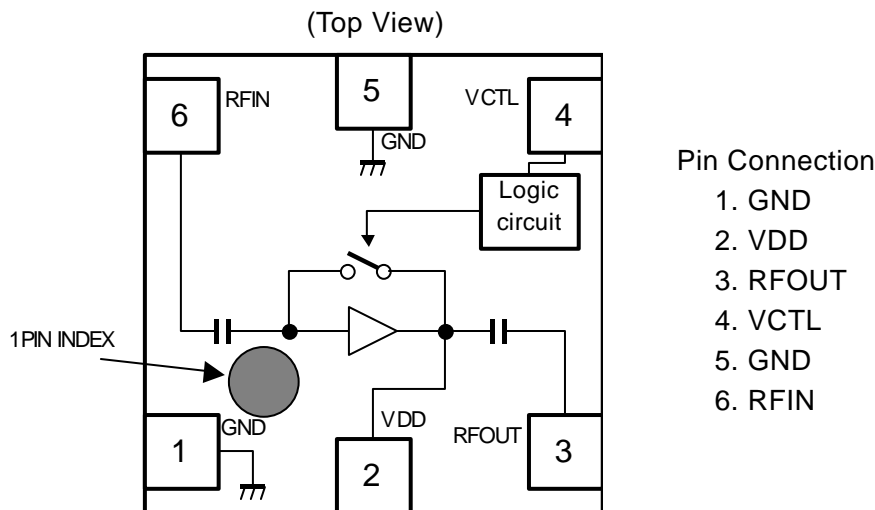 (Top View)
6
RFIN
5
GND
VCTL
4
Logic
circuit
1PIN INDEX
1
GND
VDD
2
RFOUT
3
Pin Connection
1. GND
2. VDD
3. RFOUT
4. VCTL
5. GND
6. RFIN